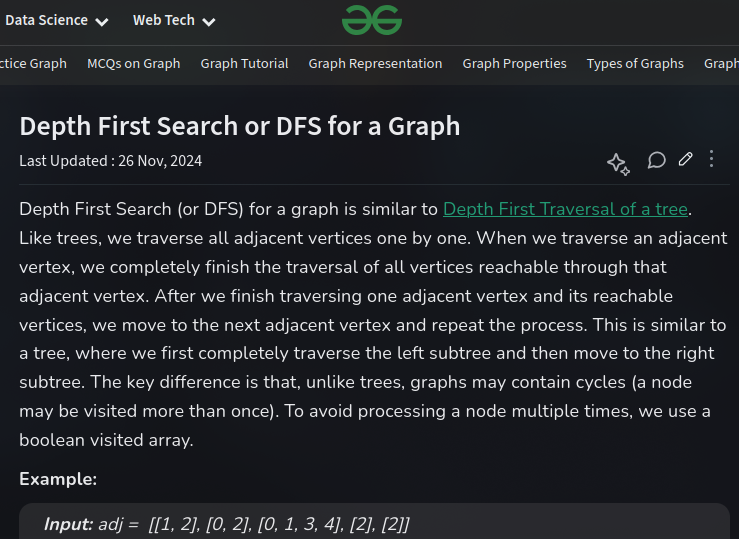 Data Science Web Tech
ctice Graph MCQs on Graph Graph Tutorial Graph Representation Graph Properties Types of Graphs Graph
Depth First Search or DFS for a Graph
Last Updated : 26 Nov, 2024
Depth First Search (or DFS) for a graph is similar to Depth First Traversal of a tree.
Like trees, we traverse all adjacent vertices one by one. When we traverse an adjacent
vertex, we completely finish the traversal of all vertices reachable through that
adjacent vertex. After we finish traversing one adjacent vertex and its reachable
vertices, we move to the next adjacent vertex and repeat the process. This is similar to
a tree, where we first completely traverse the left subtree and then move to the right
subtree. The key difference is that, unlike trees, graphs may contain cycles (a node
may be visited more than once). To avoid processing a node multiple times, we use a
boolean visited array.
Example:
Input: adj = [[1, 2], [0, 2], [0, 1, 3, 4], [2], [2]]